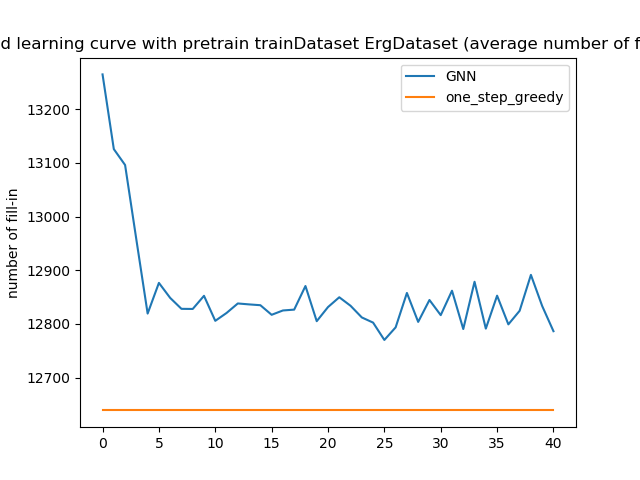 d learning curve with pretrain trainDataset ErgDataset (average number of f
GNN
one_step_greedy
number of fill-in
13200
13100
13000
12900
12800
12700
0 5 10 15 20 25 30 35 40